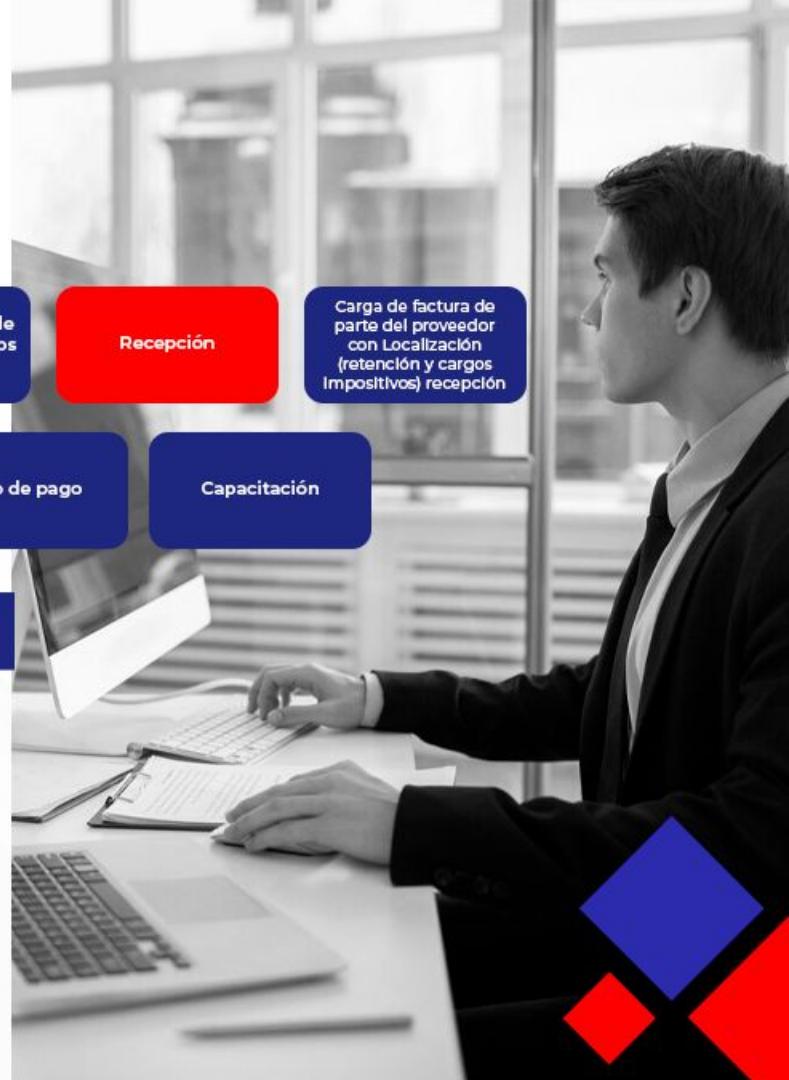 Recepción
Carga de factura de
parte del proveedor
con Localización
(retención y cargos
impositivos) recepción
de pago
Capacitación